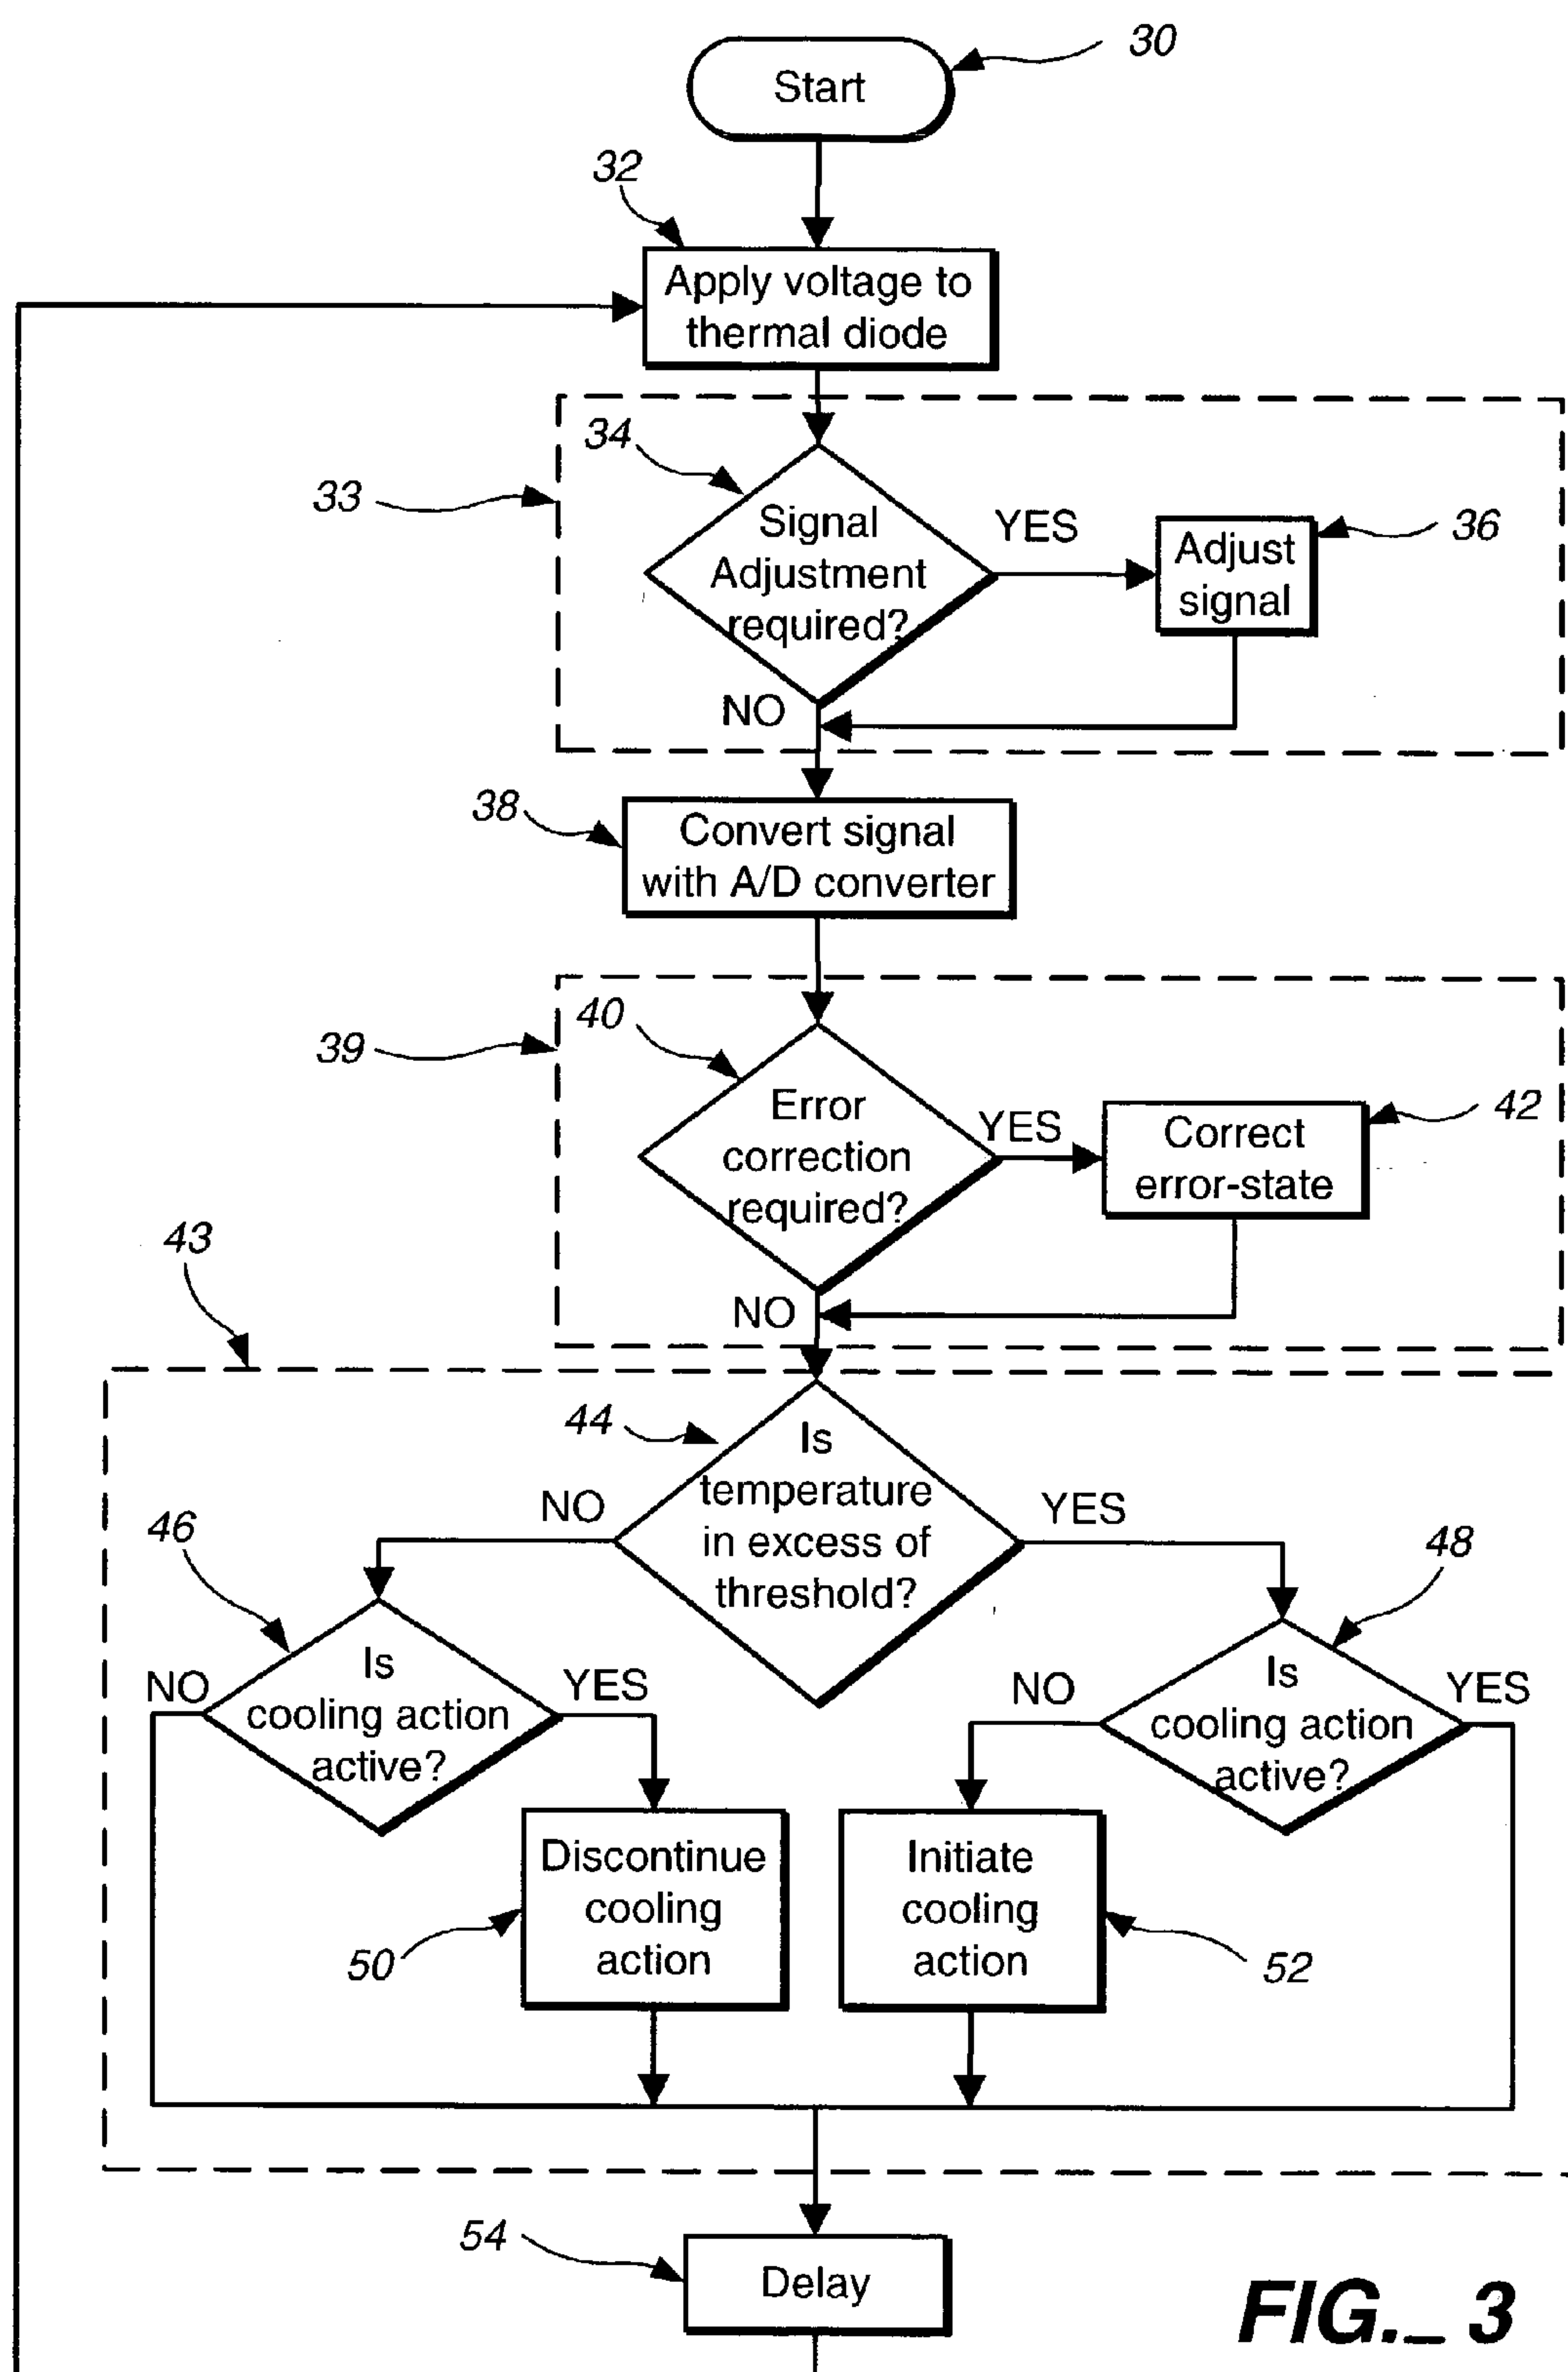 30
Start
32
Apply voltage to
thermal diode
34
33
Signal
Adjustment
required?
YES
Adjust
signal
36
NO
38
Convert signal
with A/D converter
40
39
Error
correction
required?
YES
Correct
error-state
42
NO
43
44
Is
temperature
in excess of
threshold?
NO
YES
46
48
Is
cooling action
active?
NO
YES
Is
cooling action
active?
NO
YES
Discontinue
cooling
action
50
Initiate
cooling
action
52
54
Delay
FIG._ 3